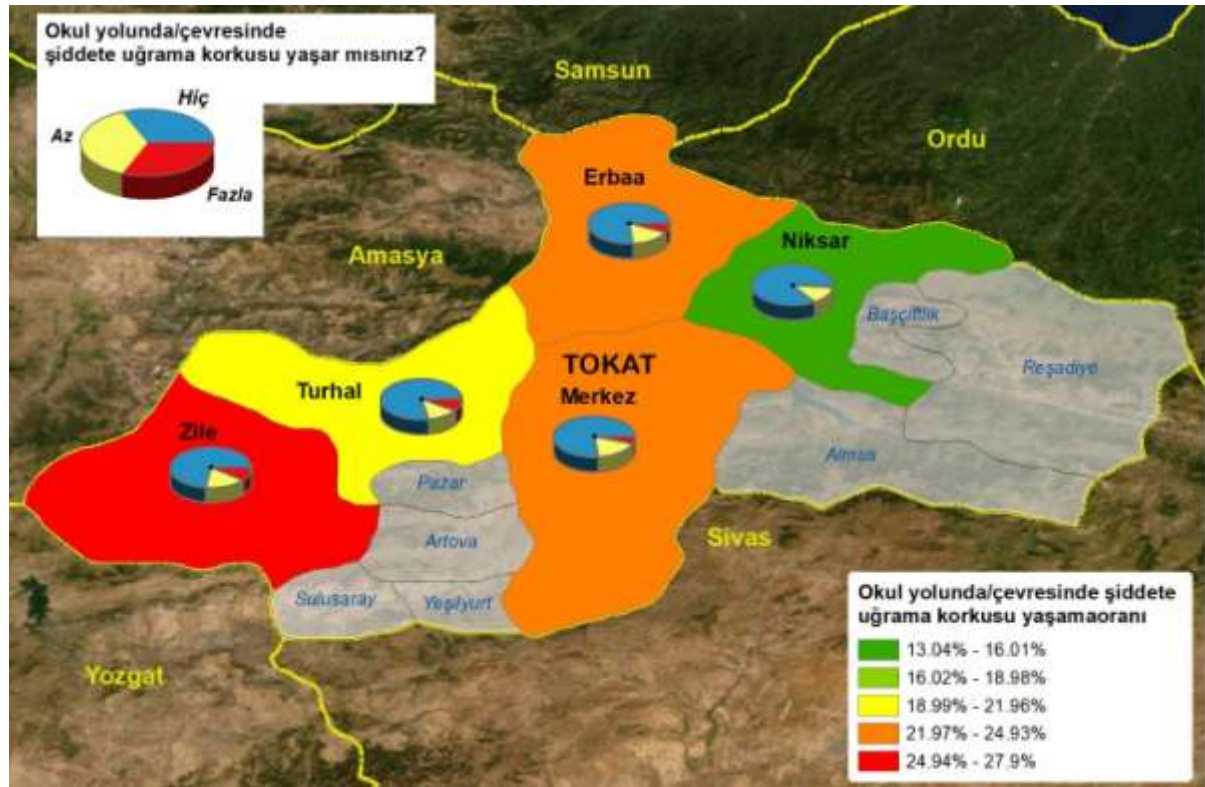 Okul yolunda/çevresinde
şiddete uğrama korkusu yaşar mısınız?
Hiç
Az
Fazla
Samsun
Ordu
Erbaa
Amasya
Niksar
Başçiftlik
Reşadiye
TOKAT
Merkez
Turhal
Zile
Almus
Pazar
Artova
Sivas
Sulusaray
Yeşilyurt
Yozgat
Okul yolunda/çevresinde şiddete
uğrama korkusu yaşamaoranı
13.04% - 16.01%
16.02% - 18.98%
18.99% - 21.96%
21.97% - 24.93%
24.94% - 27.9%